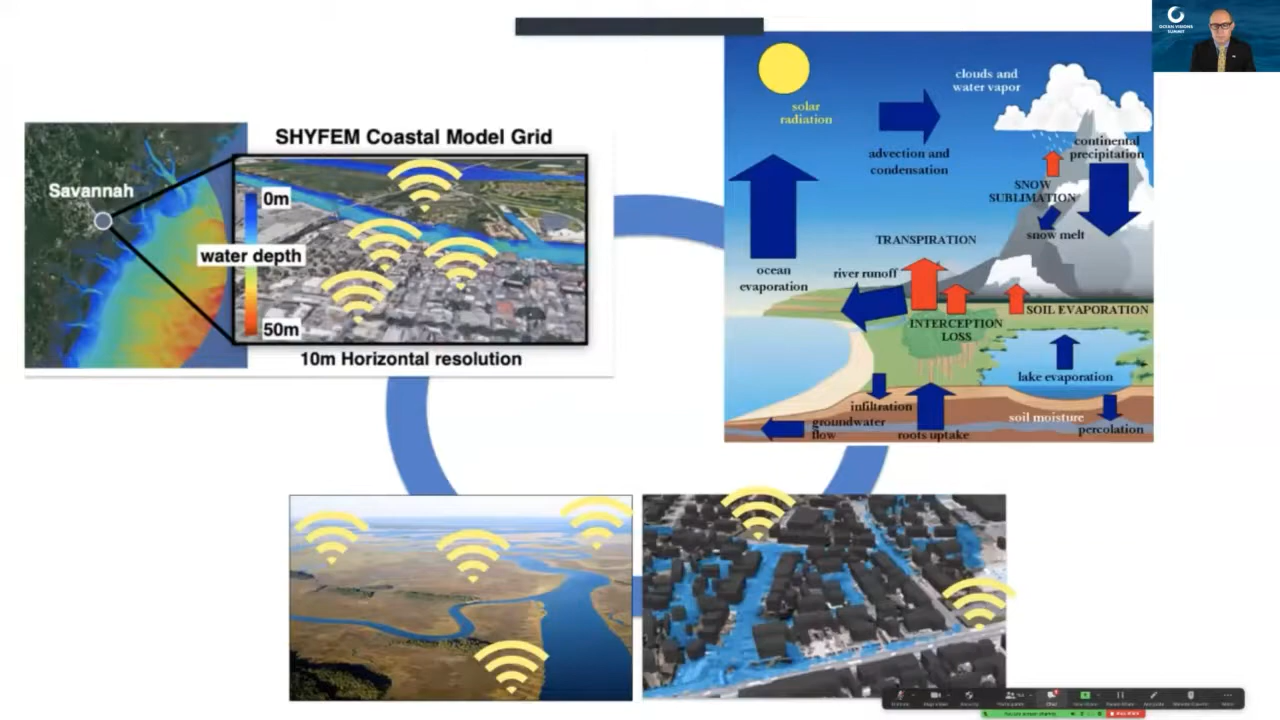 OCEAN VISIONS
SUMMIT
SHYFEM Coastal Model Grid
Savannah
0m
water depth
50m
10m Horizontal resolution
solar
radiation
clouds and
water vapor
advection and
condensation
continental
precipitation
SNOW
SUBLIMATION
snow melt
TRANSPIRATION
ocean
evaporation
river runoff
SOIL EVAPORATION
INTERCEPTION
LOSS
lake evaporation
infiltration
soil moisture
groundwater
flow
roots uptake
percolation
Chat